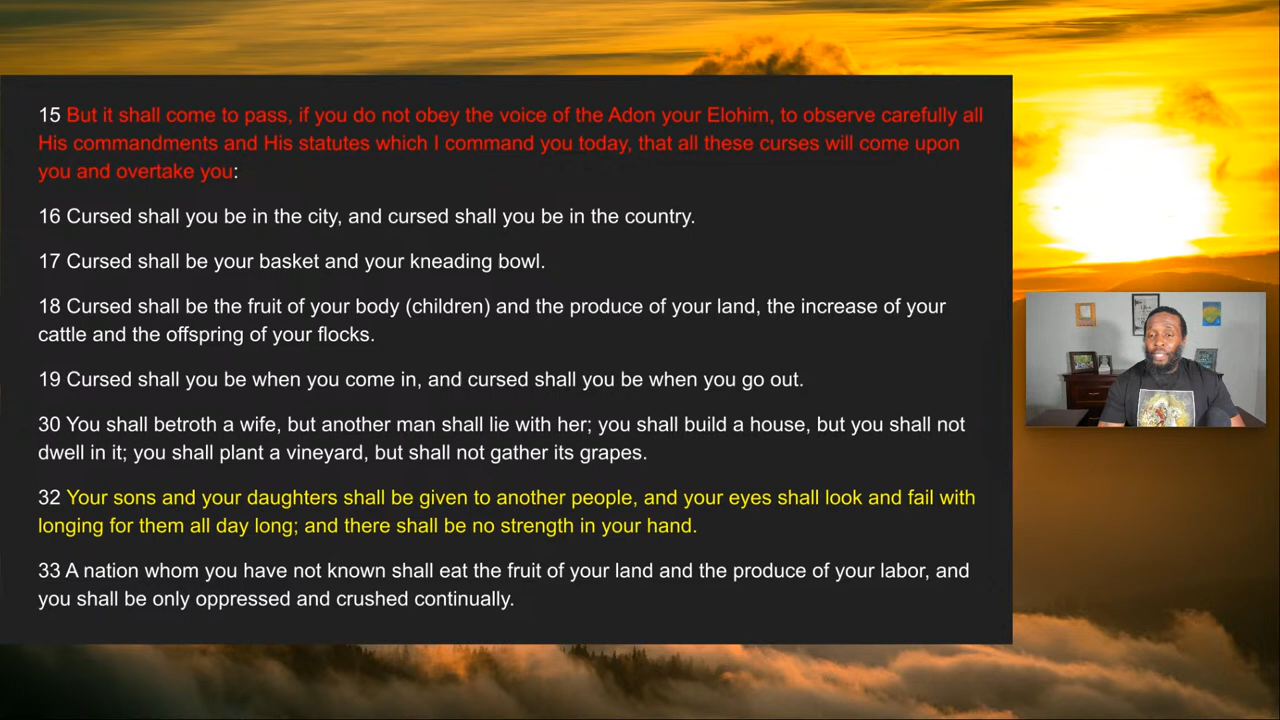 15 But it shall come to pass, if you do not obey the voice of the Adon your Elohim, to observe carefully all
His commandments and His statutes which I command you today, that all these curses will come upon
you and overtake you:
16 Cursed shall you be in the city, and cursed shall you be in the country.
17 Cursed shall be your basket and your kneading bowl.
18 Cursed shall be the fruit of your body (children) and the produce of your land, the increase of your
cattle and the offspring of your flocks.
19 Cursed shall you be when you come in, and cursed shall you be when you go out.
30 You shall betroth a wife, but another man shall lie with her; you shall build a house, but you shall not
dwell in it; you shall plant a vineyard, but shall not gather its grapes.
32 Your sons and your daughters shall be given to another people, and your eyes shall look and fail with
longing for them all day long; and there shall be no strength in your hand.
33 A nation whom you have not known shall eat the fruit of your land and the produce of your labor, and
you shall be only oppressed and crushed continually.